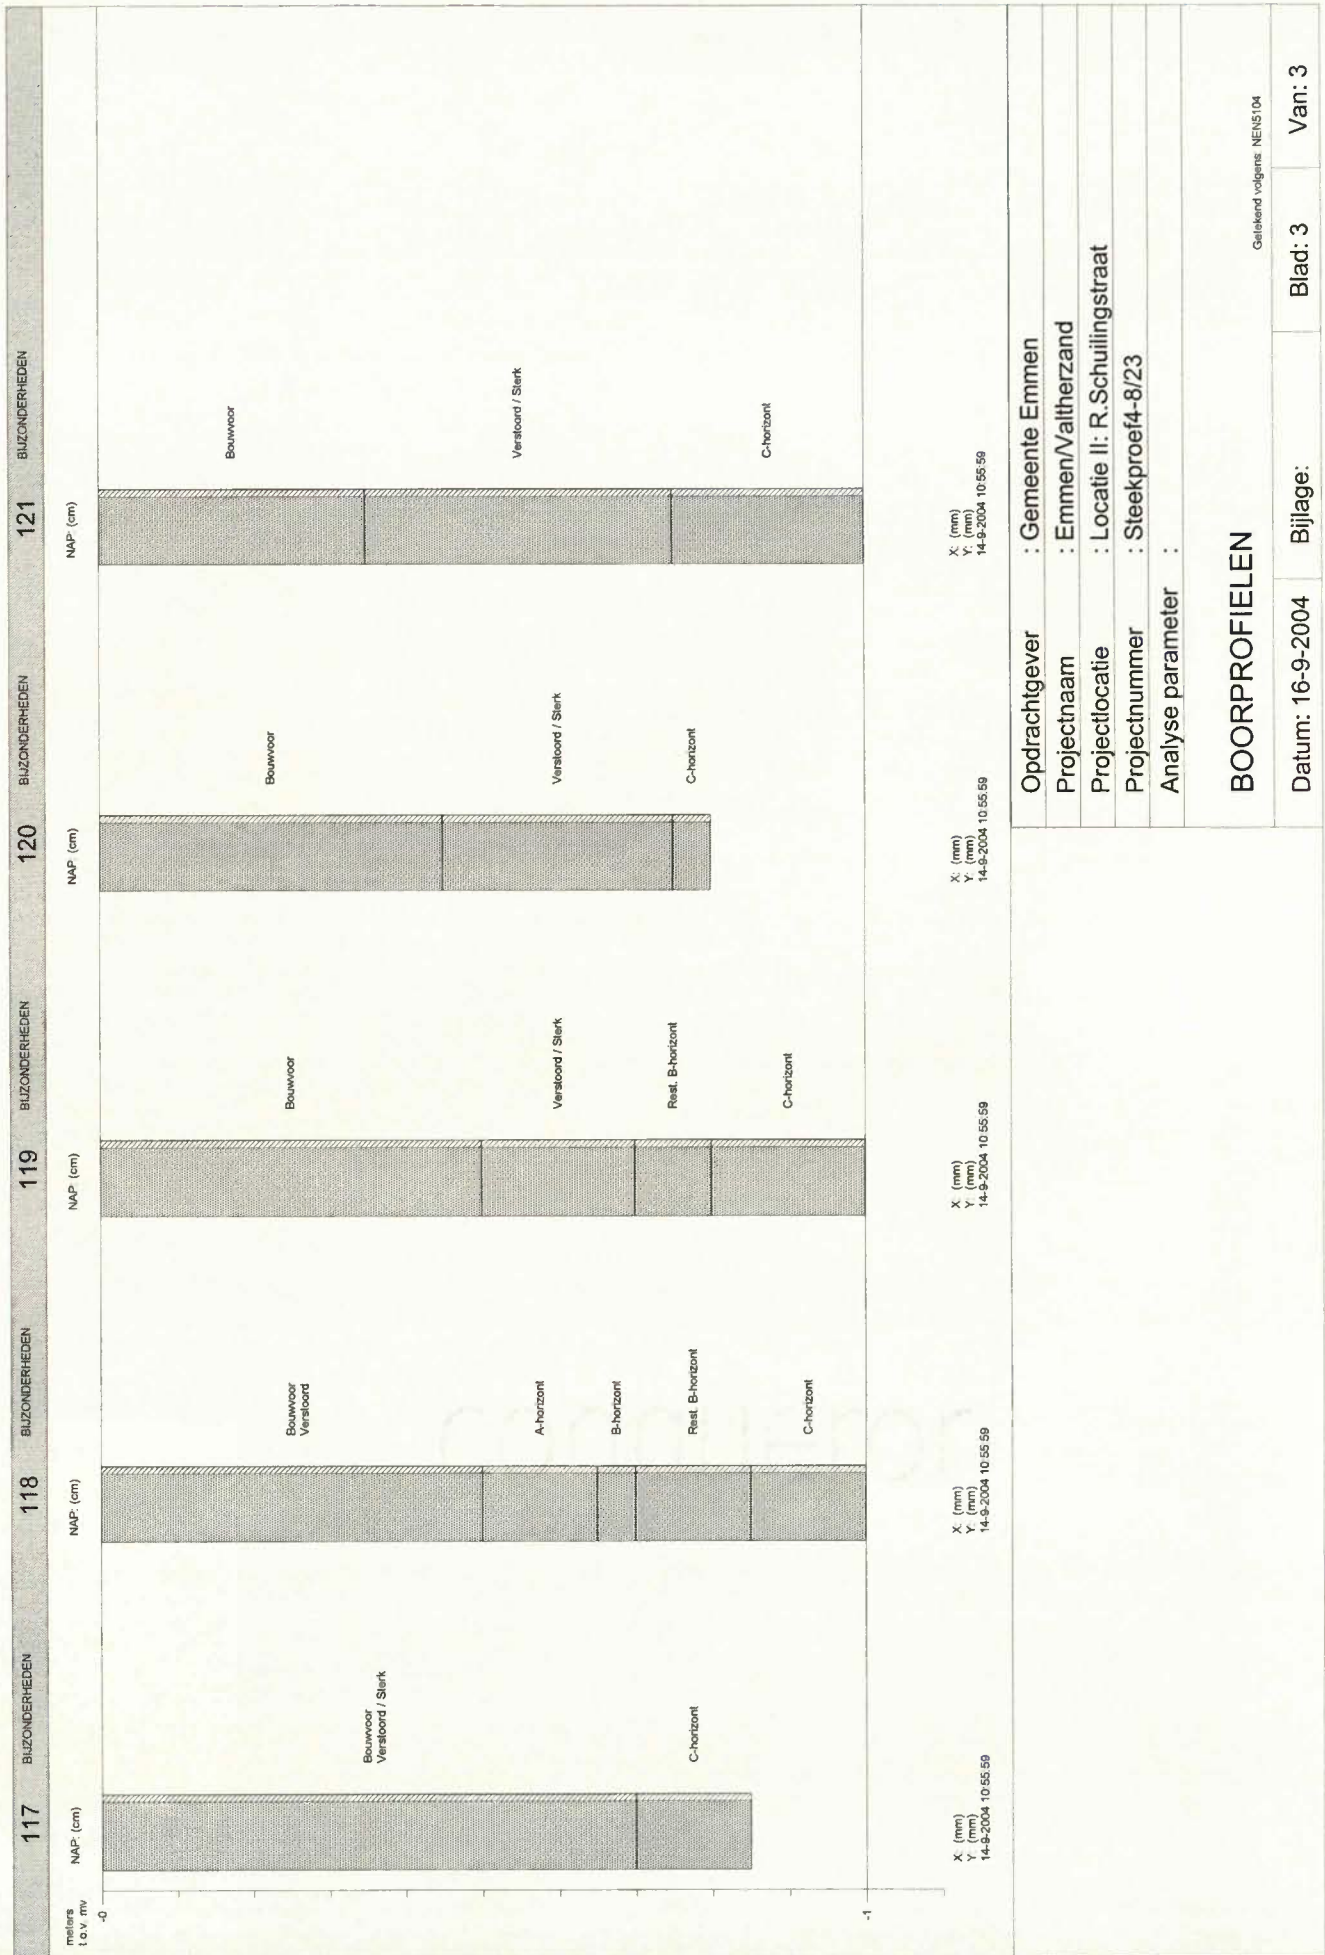 117 BIJZONDERHEDEN
118 BIJZONDERHEDEN
119 BIJZONDERHEDEN
120 BIJZONDERHEDEN
121 BIJZONDERHEDEN
meters
t.o.v. mv
-0
-1
NAP: (cm)
Bouwvoor
Verstoord / Sterk
C-horizont
X: (mm)
Y: (mm)
14-9-2004 10:55:59
NAP: (cm)
Bouwvoor
Verstoord
A-horizont
B-horizont
Rest. B-horizont
C-horizont
X: (mm)
Y: (mm)
14-9-2004 10:55:59
NAP: (cm)
Bouwvoor
Verstoord / Sterk
Rest. B-horizont
C-horizont
X: (mm)
Y: (mm)
14-9-2004 10:55:59
NAP: (cm)
Bouwvoor
Verstoord / Sterk
C-horizont
X: (mm)
Y: (mm)
14-9-2004 10:55:59
NAP: (cm)
Bouwvoor
Verstoord / Sterk
C-horizont
X: (mm)
Y: (mm)
14-9-2004 10:55:59
Opdrachtgever : Gemeente Emmen
Projectnaam : Emmen/Valtherzand
Projectlocatie : Locatie II: R.Schuilingstraat
Projectnummer : Steekproef4-8/23
Analyse parameter :
BOORPROFIELEN
Getekend volgens: NEN5104
Datum: 16-9-2004 Bijlage: Blad: 3 Van: 3